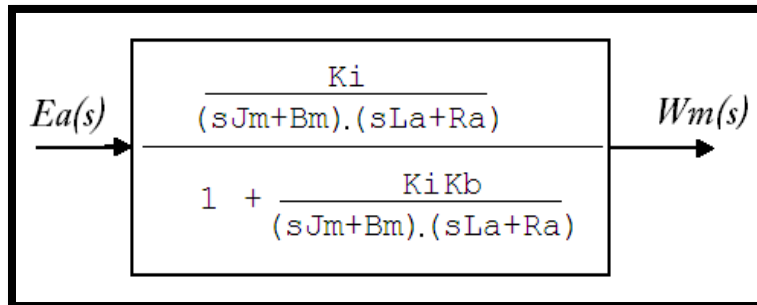 Ki
Ea(s)
(sJm+Bm).(sLa+Ra)
Wm(s)
1 +
KiKb
(sJm+Bm).(sLa+Ra)